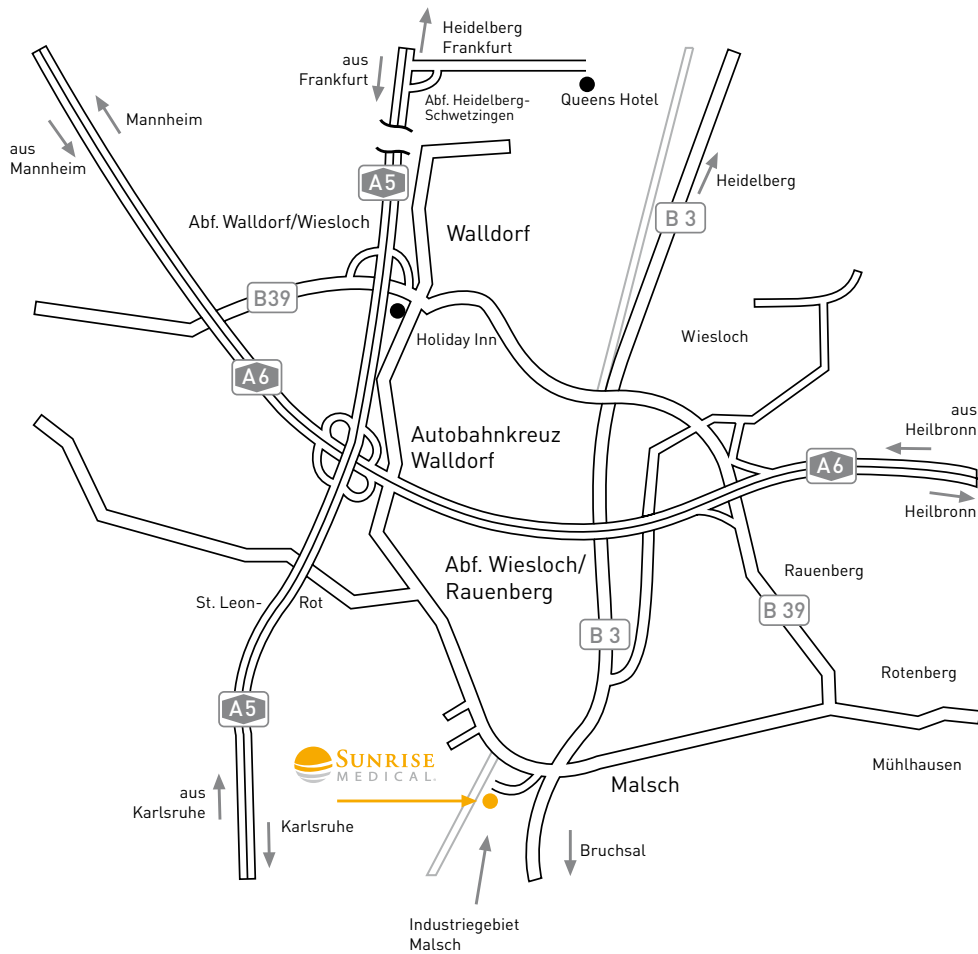 Heidelberg
Frankfurt
aus
Frankfurt
Abf. Heidelberg-
Schwetzingen
Queens Hotel
Mannheim
aus
Mannheim
A5
Heidelberg
Abf. Walldorf/Wiesloch
Walldorf
B 3
B39
Holiday Inn
Wiesloch
A6
aus
Heilbronn
Autobahnkreuz
Walldorf
A6
Heilbronn
Abf. Wiesloch/
Rauenberg
Rauenberg
St. Leon-
Rot
B 39
B 3
Rotenberg
A5
SUNRISE
MEDICAL.
Mühlhausen
Malsch
aus
Karlsruhe
Karlsruhe
Bruchsal
Industriegebiet
Malsch